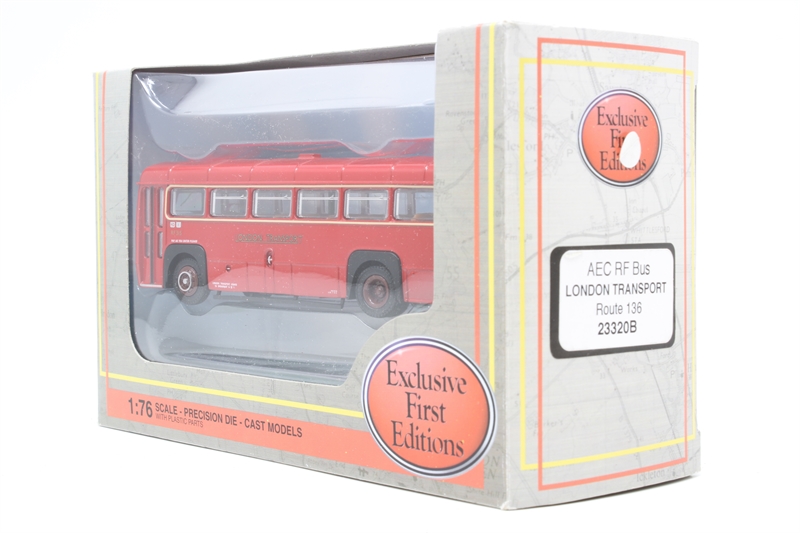 Exclusive
First
Editions
1:76 SCALE - PRECISION DIE - CAST MODELS
WITH PLASTIC PARTS
Exclusive
Editions
AEC RF Bus
LONDON TRANSPORT
Route 136
23320B